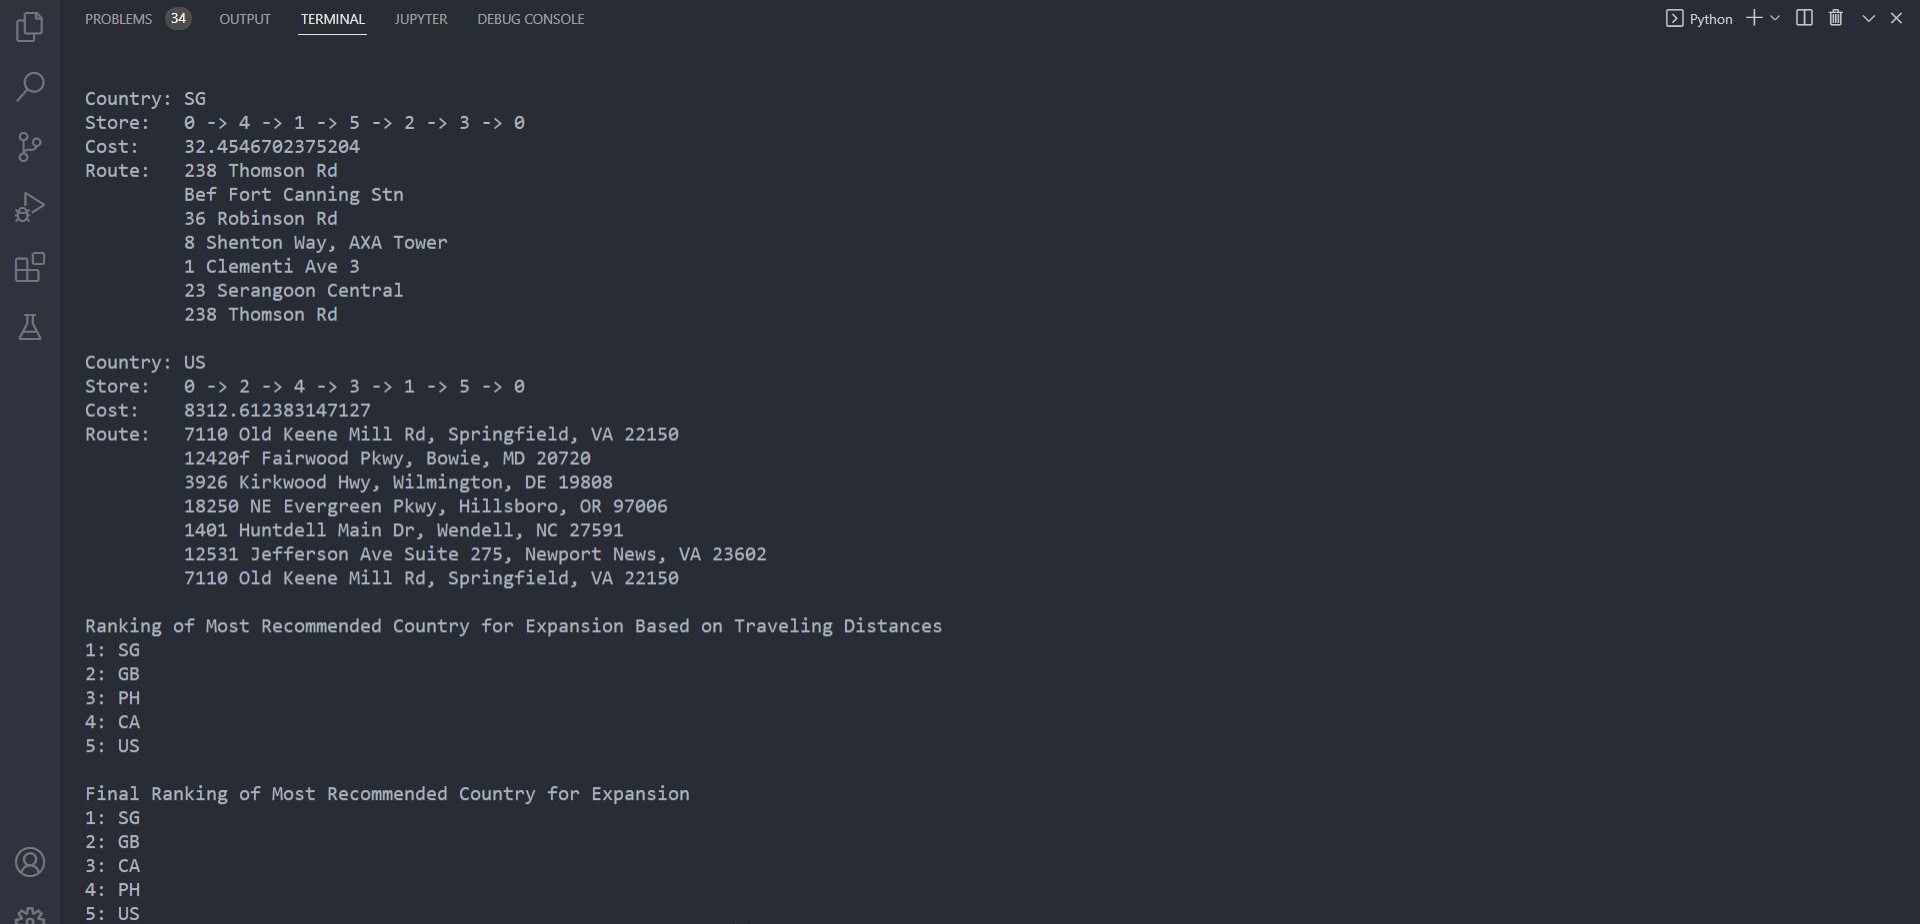 PROBLEMS 34 OUTPUT TERMINAL JUPYTER DEBUG CONSOLE Python
Country: SG
Store: 0 -> 4 -> 1 -> 5 -> 2 -> 3 -> 0
Cost: 32.4546702375204
Route: 238 Thomson Rd
Bef Fort Canning Stn
36 Robinson Rd
8 Shenton Way, AXA Tower
1 Clementi Ave 3
23 Serangoon Central
238 Thomson Rd
Country: US
Store: 0 -> 2 -> 4 -> 3 -> 1 -> 5 -> 0
Cost: 8312.612383147127
Route: 7110 Old Keene Mill Rd, Springfield, VA 22150
12420f Fairwood Pkwy, Bowie, MD 20720
3926 Kirkwood Hwy, Wilmington, DE 19808
18250 NE Evergreen Pkwy, Hillsboro, OR 97006
1401 Huntdell Main Dr, Wendell, NC 27591
12531 Jefferson Ave Suite 275, Newport News, VA 23602
7110 Old Keene Mill Rd, Springfield, VA 22150
Ranking of Most Recommended Country for Expansion Based on Traveling Distances
1: SG
2: GB
3: PH
4: CA
5: US
Final Ranking of Most Recommended Country for Expansion
1: SG
2: GB
3: CA
4: PH
5: US